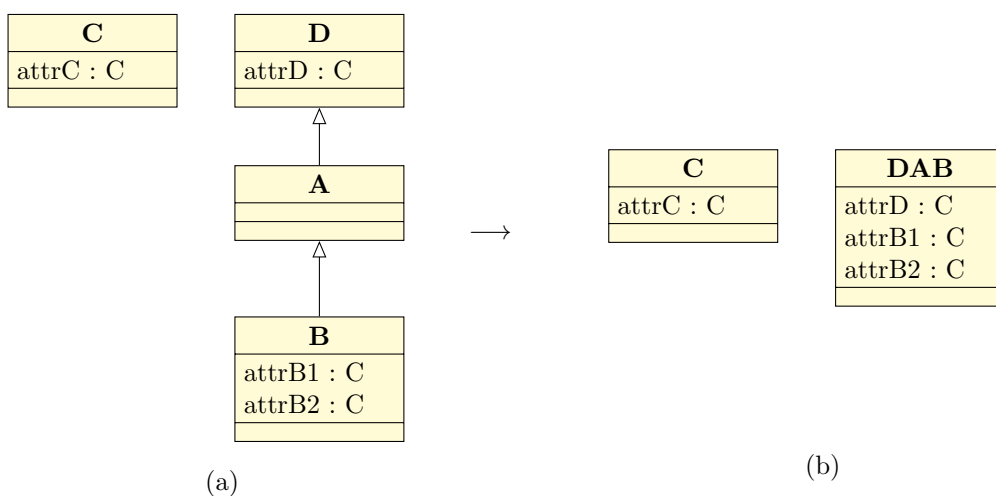 C
attrC : C
D
attrD : C
A
B
attrB1 : C
attrB2 : C
(a)
→
C
attrC : C
DAB
attrD : C
attrB1 : C
attrB2 : C
(b)